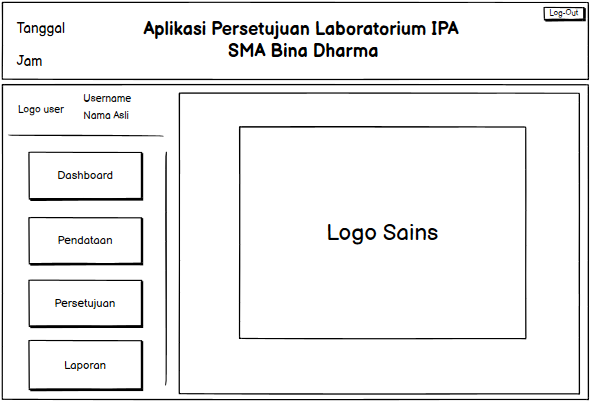 Tanggal
Aplikasi Persetujuan Laboratorium IPA
SMA Bina Dharma
Log-Out
Jam
Logo user
Username
Nama Asli
Dashboard
Pendataan
Persetujuan
Laporan
Logo Sains